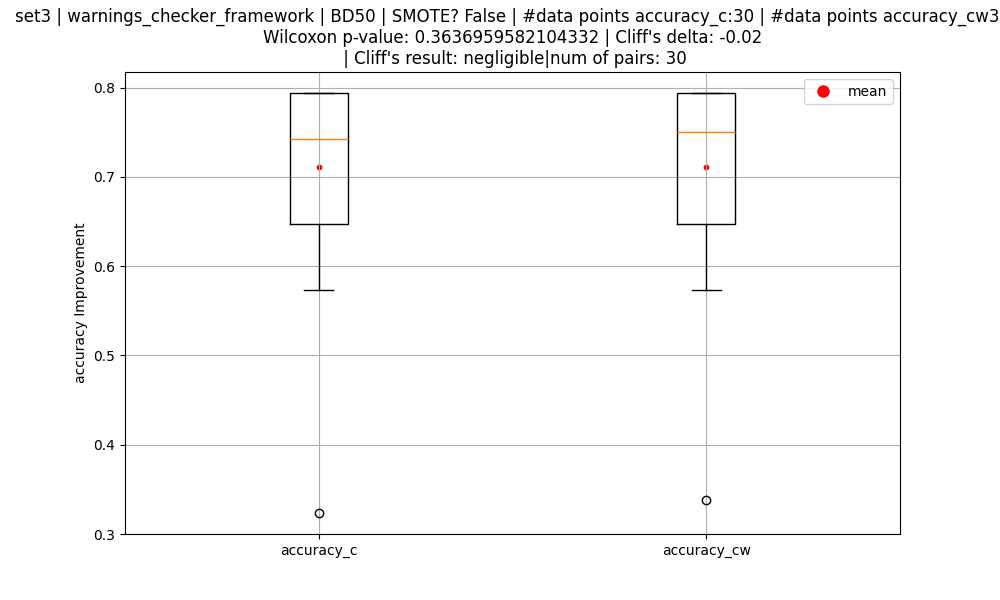 set3 | warnings_checker_framework | BD50 | SMOTE? False | #data points accuracy_c:30 | #data points accuracy_cw3
Wilcoxon p-value: 0.3636959582104332 | Cliff's delta: -0.02
| Cliff's result: negligible|num of pairs: 30
mean
0.8
0.7
0.6
0.5
0.4
0.3
accuracy Improvement
accuracy_c
accuracy_cw